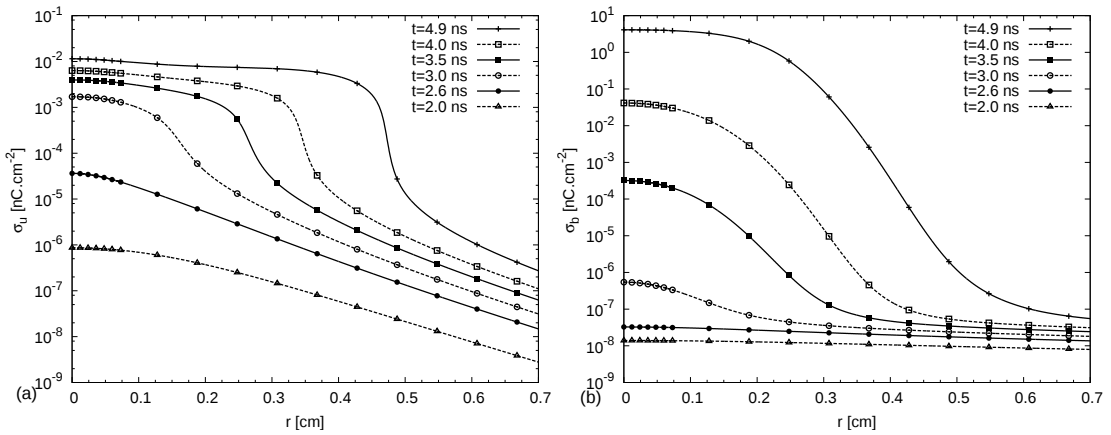 10^-1
10^-2
10^-3
10^-4
10^-5
10^-6
10^-7
10^-8
10^-9
σ_u [nC.cm^-2]
t=4.9 ns
t=4.0 ns
t=3.5 ns
t=3.0 ns
t=2.6 ns
t=2.0 ns
0 0.1 0.2 0.3 0.4 0.5 0.6 0.7
(a)
r [cm]
10^1
10^0
10^-1
10^-2
10^-3
10^-4
10^-5
10^-6
10^-7
10^-8
10^-9
σ_b [nC.cm^-2]
t=4.9 ns
t=4.0 ns
t=3.5 ns
t=3.0 ns
t=2.6 ns
t=2.0 ns
0 0.1 0.2 0.3 0.4 0.5 0.6 0.7
(b)
r [cm]